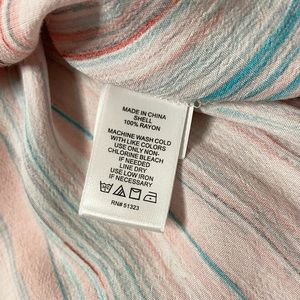 MADE IN CHINA
SHELL
100% RAYON
MACHINE WASH COLD
WITH LIKE COLORS
USE ONLY NON-
CHLORINE BLEACH
IF NEEDED
LINE DRY
USE LOW IRON
IF NECESSARY
RN# 51323